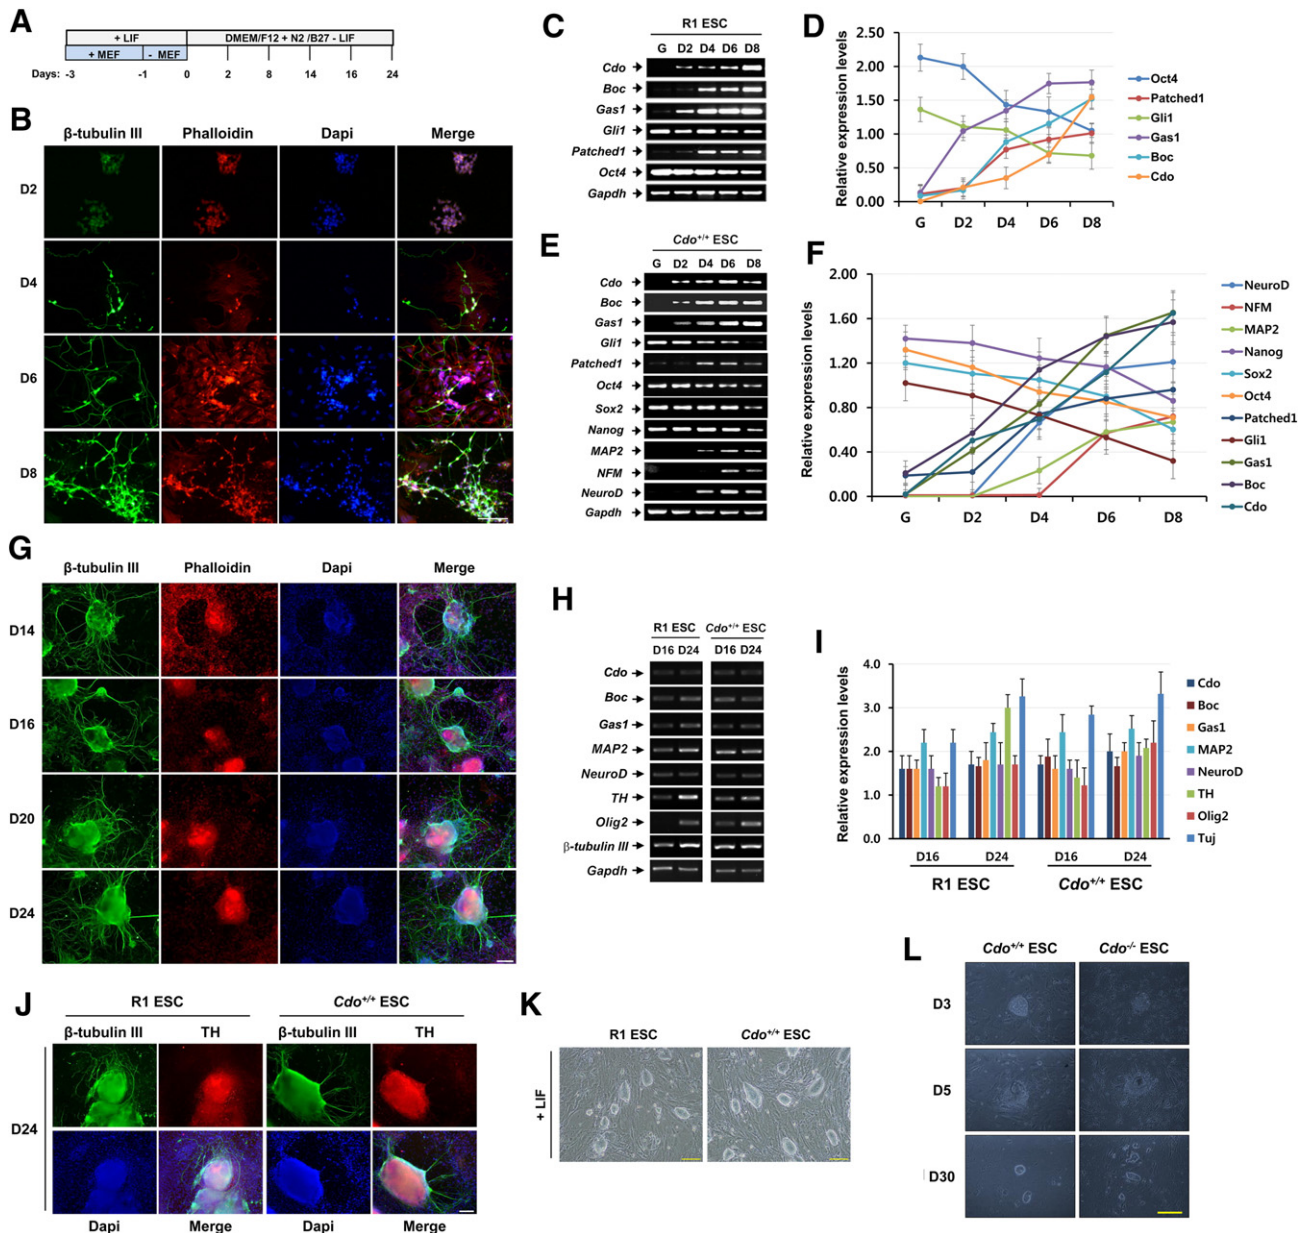 A
+ LIF
DMEM/F12 + N2 /B27 - LIF
+ MEF
- MEF
Days: -3 -1 0 2 8 14 16 24
B
β-tubulin III Phalloidin Dapi Merge
D2
D4
D6
D8
C
R1 ESC
G D2 D4 D6 D8
Cdo
Boc
Gas1
Gli1
Patched1
Oct4
Gapdh
D
Relative expression levels
2.50
2.00
1.50
1.00
0.50
0.00
G D2 D4 D6 D8
Oct4
Patched1
Gli1
Gas1
Boc
Cdo
E
Cdo+/+ ESC
G D2 D4 D6 D8
Cdo
Boc
Gas1
Gli1
Patched1
Oct4
Sox2
Nanog
MAP2
NFM
NeuroD
Gapdh
F
Relative expression levels
2.00
1.60
1.20
0.80
0.40
0.00
G D2 D4 D6 D8
NeuroD
NFM
MAP2
Nanog
Sox2
Oct4
Patched1
Gli1
Gas1
Boc
Cdo
G
β-tubulin III Phalloidin Dapi Merge
D14
D16
D20
D24
H
R1 ESC Cdo+/+ ESC
D16 D24 D16 D24
Cdo
Boc
Gas1
MAP2
NeuroD
TH
Olig2
β-tubulin III
Gapdh
I
Relative expression levels
4.0
3.0
2.0
1.0
0.0
D16 D24 D16 D24
R1 ESC Cdo+/+ ESC
Cdo
Boc
Gas1
MAP2
NeuroD
TH
Olig2
Tuj
J
R1 ESC Cdo+/+ ESC
β-tubulin III TH β-tubulin III TH
D24
Dapi Merge Dapi Merge
K
R1 ESC Cdo+/+ ESC
+ LIF
L
Cdo+/+ ESC Cdo-/- ESC
D3
D5
D30